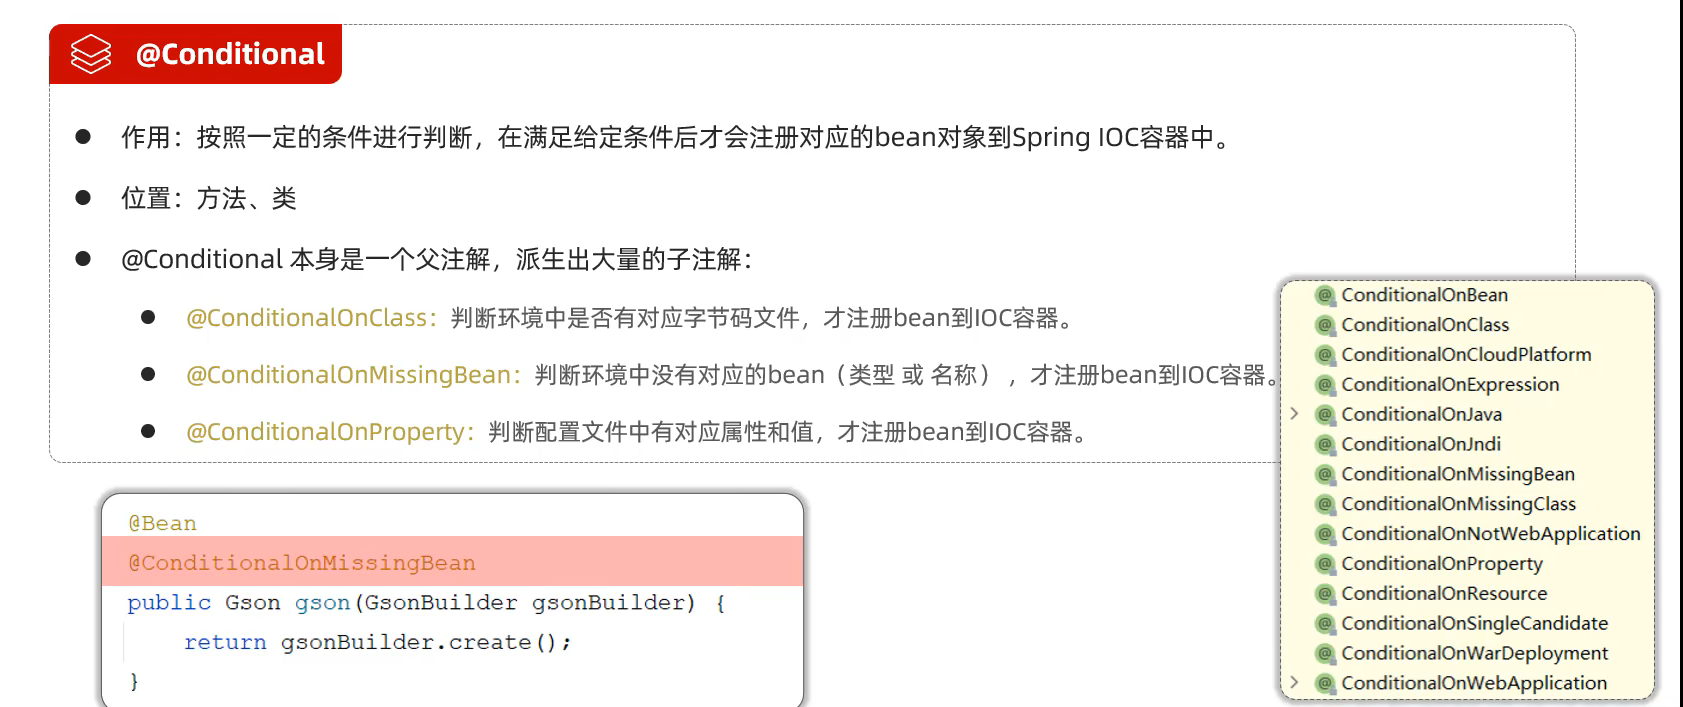 @Conditional
作用：按照一定的条件进行判断，在满足给定条件后才会注册对应的bean对象到Spring IOC容器中。
位置：方法、类
@Conditional 本身是一个父注解，派生出大量的子注解：
@ConditionalOnClass：判断环境中是否有对应字节码文件，才注册bean到IOC容器。
@ConditionalOnMissingBean：判断环境中没有对应的bean（类型 或 名称），才注册bean到IOC容器。
@ConditionalOnProperty：判断配置文件中有对应属性和值，才注册bean到IOC容器。
@Bean
@ConditionalOnMissingBean
public Gson gson(GsonBuilder gsonBuilder) {
    return gsonBuilder.create();
}
ConditionalOnBean
ConditionalOnClass
ConditionalOnCloudPlatform
ConditionalOnExpression
ConditionalOnJava
ConditionalOnJndi
ConditionalOnMissingBean
ConditionalOnMissingClass
ConditionalOnNotWebApplication
ConditionalOnProperty
ConditionalOnResource
ConditionalOnSingleCandidate
ConditionalOnWarDeployment
ConditionalOnWebApplication